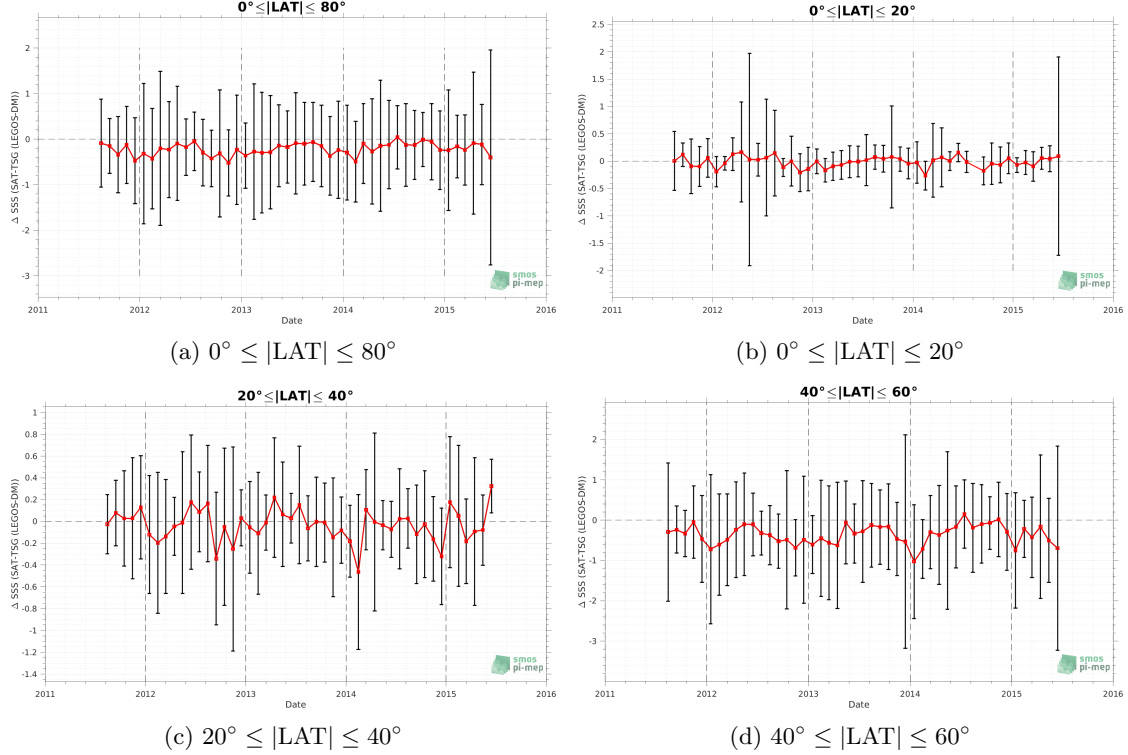 0°≤|LAT|≤ 80°
2
1
0
-1
-2
-3
Δ SSS (SAT-TSG (LEGOS-DM))
2011 2012 2013 2014 2015 2016
Date
smos
pi-mep
(a) 0° ≤ |LAT| ≤ 80°
0°≤|LAT|≤ 20°
2.5
2
1.5
1
0.5
0
-0.5
-1
-1.5
-2
Δ SSS (SAT-TSG (LEGOS-DM))
2011 2012 2013 2014 2015 2016
Date
smos
pi-mep
(b) 0° ≤ |LAT| ≤ 20°
20°≤|LAT|≤ 40°
1
0.8
0.6
0.4
0.2
0
-0.2
-0.4
-0.6
-0.8
-1
-1.2
-1.4
Δ SSS (SAT-TSG (LEGOS-DM))
2011 2012 2013 2014 2015 2016
Date
smos
pi-mep
(c) 20° ≤ |LAT| ≤ 40°
40°≤|LAT|≤ 60°
2
1
0
-1
-2
-3
Δ SSS (SAT-TSG (LEGOS-DM))
2011 2012 2013 2014 2015 2016
Date
smos
pi-mep
(d) 40° ≤ |LAT| ≤ 60°